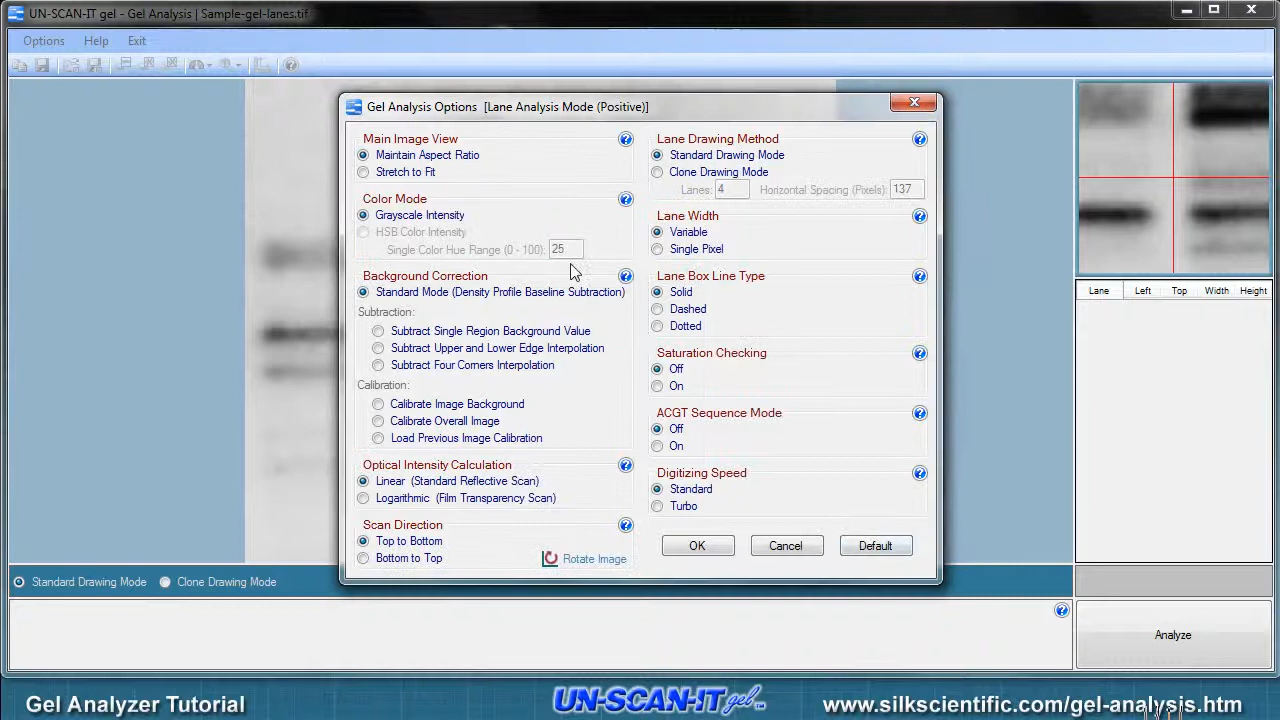 UN-SCAN-IT gel - Gel Analysis | Sample-gel-lanes.tif
Options Help Exit
Gel Analysis Options [Lane Analysis Mode (Positive)]
Main Image View
Maintain Aspect Ratio
Stretch to Fit
Color Mode
Grayscale Intensity
HSB Color Intensity
Single Color Hue Range (0 - 100): 25
Background Correction
Standard Mode (Density Profile Baseline Subtraction)
Subtraction:
Subtract Single Region Background Value
Subtract Upper and Lower Edge Interpolation
Subtract Four Corners Interpolation
Calibration:
Calibrate Image Background
Calibrate Overall Image
Load Previous Image Calibration
Optical Intensity Calculation
Linear (Standard Reflective Scan)
Logarithmic (Film Transparency Scan)
Scan Direction
Top to Bottom
Bottom to Top
Rotate Image
Lane Drawing Method
Standard Drawing Mode
Clone Drawing Mode
Lanes: 4 Horizontal Spacing (Pixels): 137
Lane Width
Variable
Single Pixel
Lane Box Line Type
Solid
Dashed
Dotted
Saturation Checking
Off
On
ACGT Sequence Mode
Off
On
Digitizing Speed
Standard
Turbo
OK Cancel Default
Lane Left Top Width Height
Standard Drawing Mode Clone Drawing Mode
Analyze
Gel Analyzer Tutorial
UN-SCAN-IT gel™
www.silkscientific.com/gel-analysis.htm